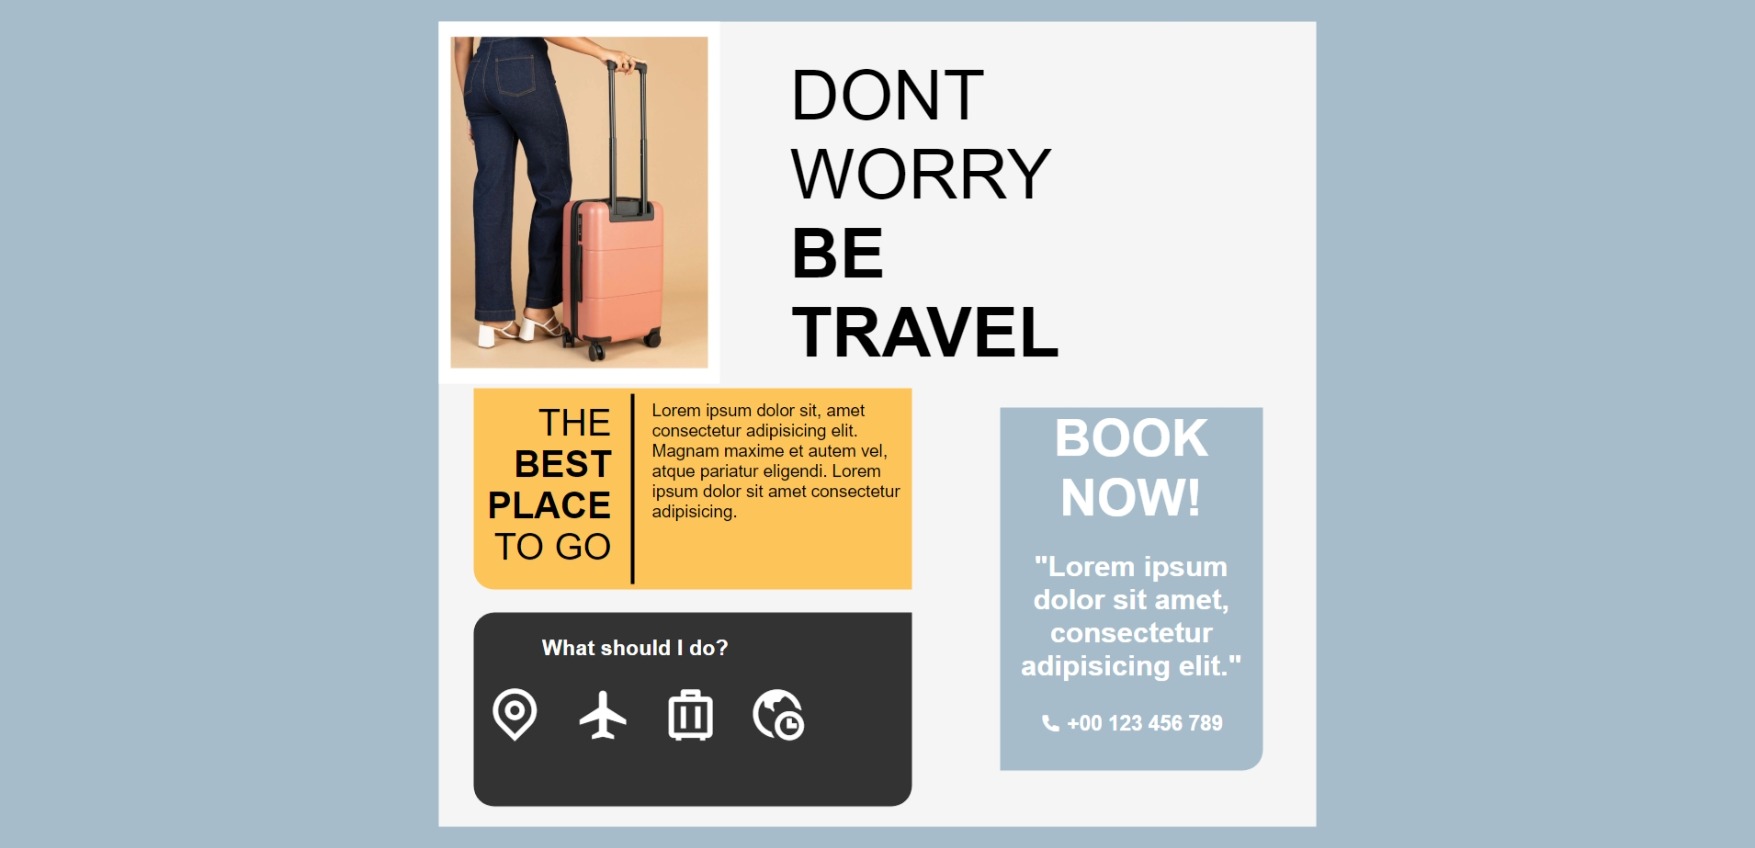 DONT
WORRY
BE
TRAVEL
THE
BEST
PLACE
TO GO
Lorem ipsum dolor sit, amet
consectetur adipisicing elit.
Magnam maxime et autem vel,
atque pariatur eligendi. Lorem
ipsum dolor sit amet consectetur
adipisicing.
What should I do?
BOOK
NOW!
"Lorem ipsum
dolor sit amet,
consectetur
adipisicing elit."
+00 123 456 789